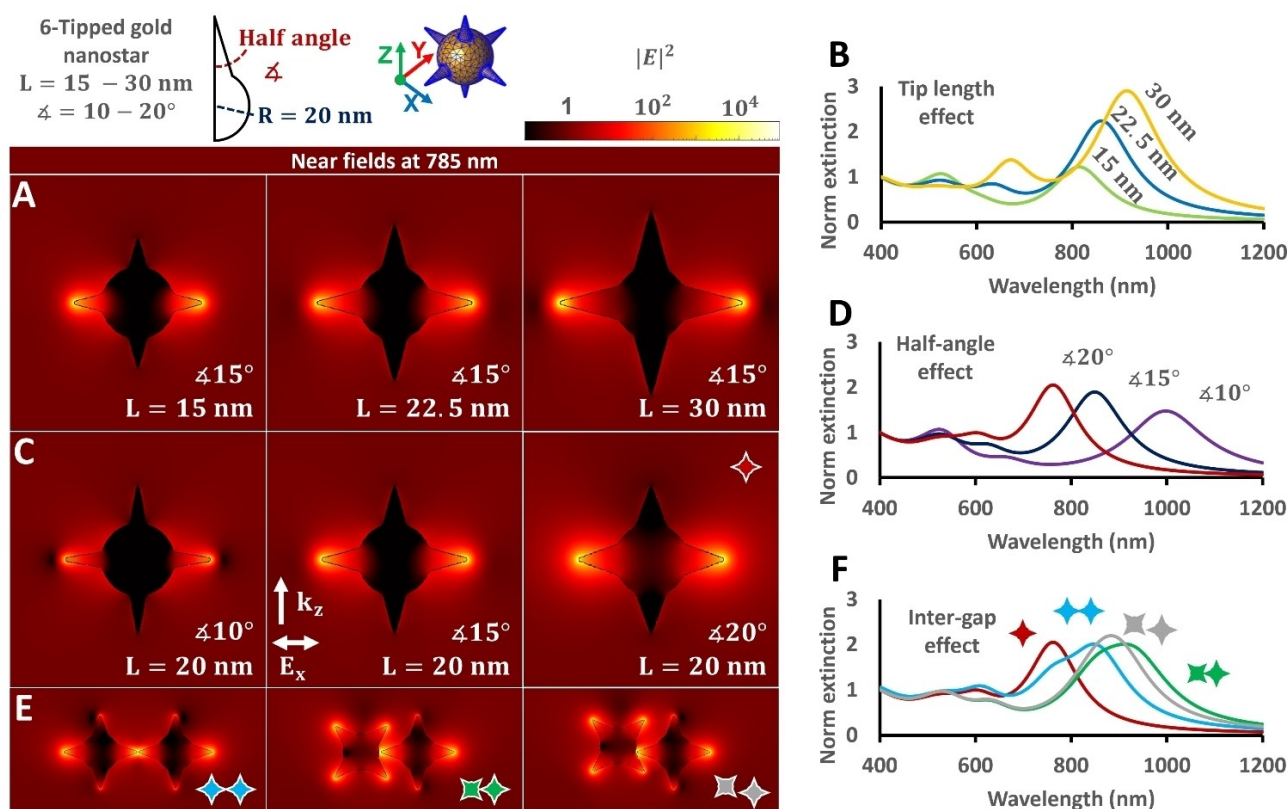 6-Tipped gold
nanostar
L = 15 − 30 nm
∡ = 10 − 20°
Half angle
∡
R = 20 nm
Z
Y
X
|E|²
1 10² 10⁴
Near fields at 785 nm
A
∡15°
L = 15 nm
∡15°
L = 22.5 nm
∡15°
L = 30 nm
C
∡10°
L = 20 nm
k_z
E_x
∡15°
L = 20 nm
∡20°
L = 20 nm
E
B
Tip length
effect
30 nm
22.5 nm
15 nm
Norm extinction
3
2
1
0
400 600 800 1000 1200
Wavelength (nm)
D
Half-angle
effect
∡20°
∡15°
∡10°
Norm extinction
3
2
1
0
400 600 800 1000 1200
Wavelength (nm)
F
Inter-gap
effect
Norm extinction
3
2
1
0
400 600 800 1000 1200
Wavelength (nm)